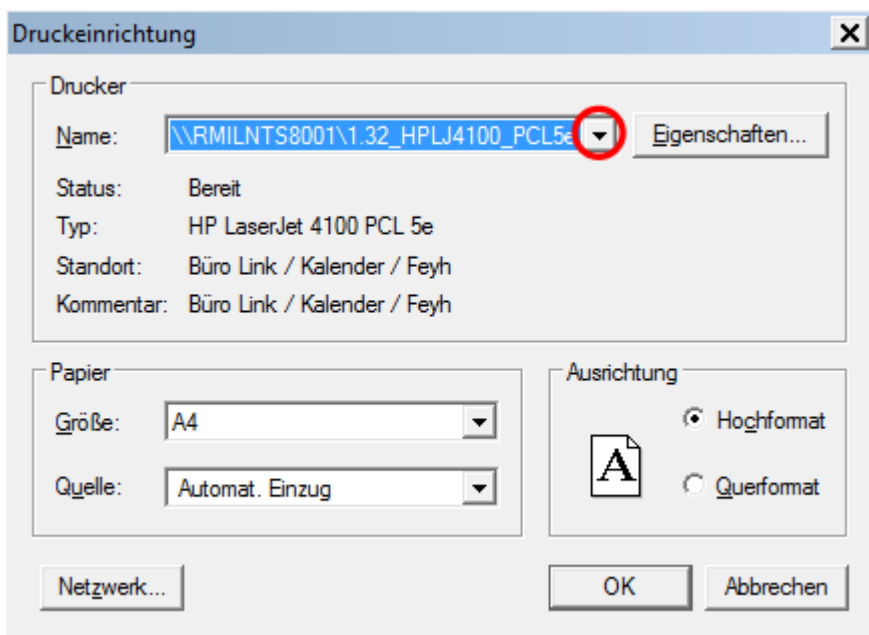 Druckeinrichtung
Drucker
Name: \\RMILNTS8001\1.32_HPLJ4100_PCL5e
Eigenschaften...
Status: Bereit
Typ: HP LaserJet 4100 PCL 5e
Standort: Büro Link / Kalender / Feyh
Kommentar: Büro Link / Kalender / Feyh
Papier
Größe: A4
Quelle: Automat. Einzug
Ausrichtung
A
Hochformat
Querformat
Netzwerk...
OK
Abbrechen